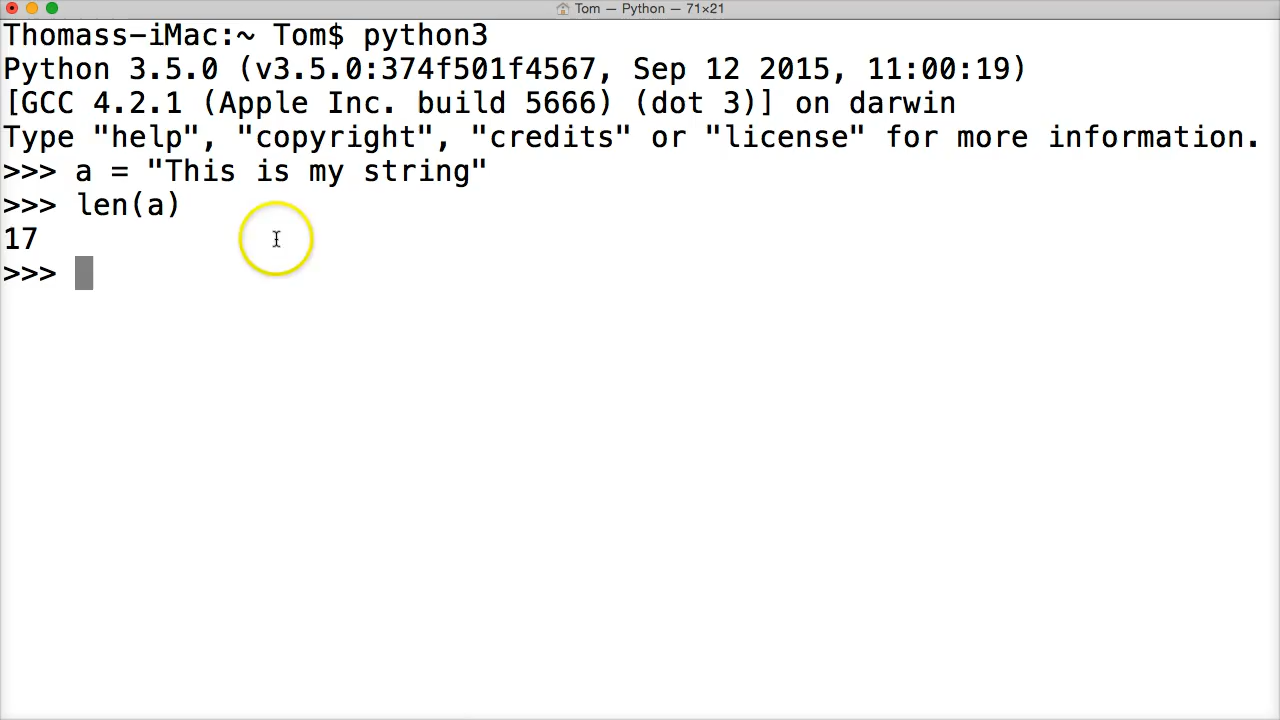 Tom — Python — 71×21
Thomass-iMac:~ Tom$ python3
Python 3.5.0 (v3.5.0:374f501f4567, Sep 12 2015, 11:00:19)
[GCC 4.2.1 (Apple Inc. build 5666) (dot 3)] on darwin
Type "help", "copyright", "credits" or "license" for more information.
>>> a = "This is my string"
>>> len(a)
17
>>>